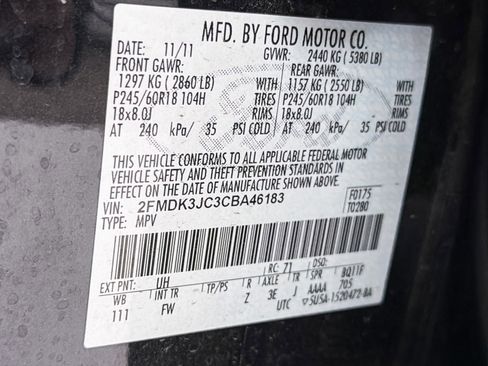 MFD. BY FORD MOTOR CO.
DATE: 11/11 GVWR: 2440 KG ( 5380 LB)
FRONT GAWR: REAR GAWR:
1297 KG ( 2860 LB) WITH 1157 KG ( 2550 LB) WITH
P245/60R18 104H TIRES P245/60R18 104H TIRES
18x8.0J RIMS 18x8.0J RIMS
AT 240 kPa/ 35 PSI COLD AT 240 kPa/ 35 PSI COLD
THIS VEHICLE CONFORMS TO ALL APPLICABLE FEDERAL MOTOR
VEHICLE SAFETY AND THEFT PREVENTION STANDARDS IN
EFFECT ON THE DATE OF MANUFACTURE SHOWN ABOVE.
VIN: 2FMDK3JC3CBA46183 F0175
TYPE: MPV T0280
EXT PNT: UH RC: 71 DSO:
WB INT TR TP/PS R AXLE TR SPR BQ11F
111 FW Z 3E J AAAA 705
UTC 5USA-1520472-BA